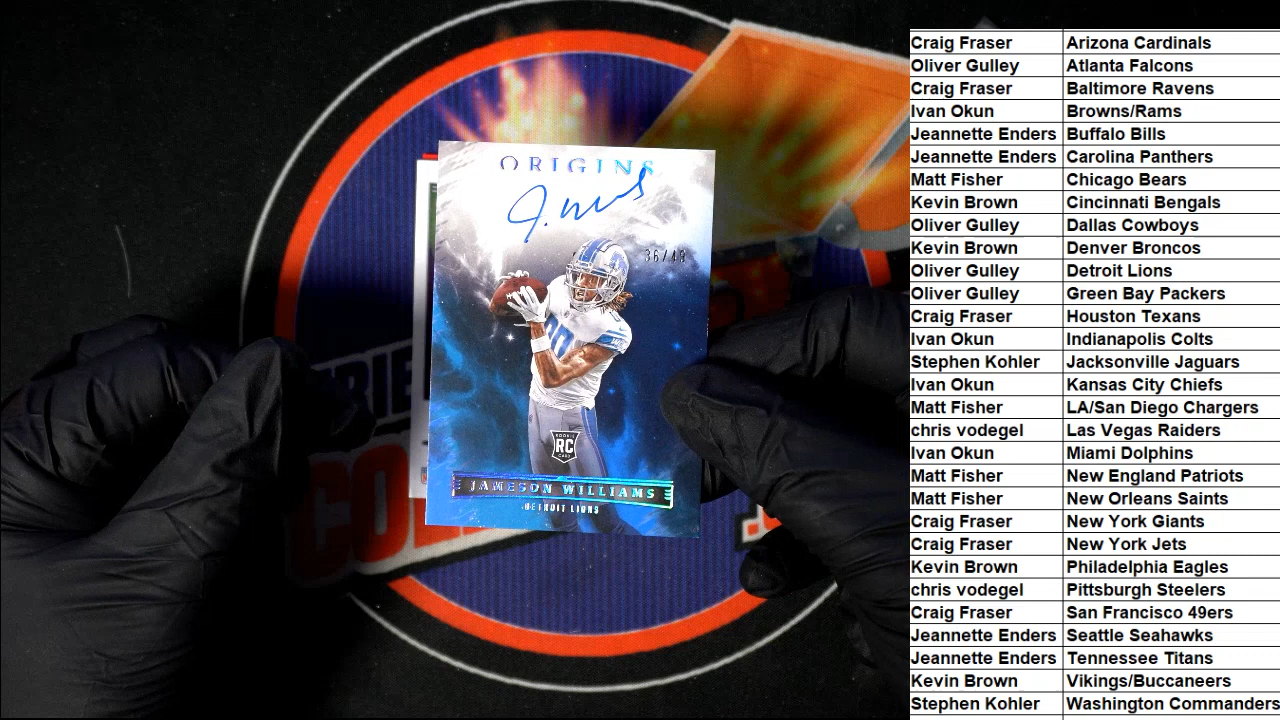 ORIGINS
J. Wms
36/49
ROOKIE
RC
CARD
JAMESON WILLIAMS
DETROIT LIONS
Craig Fraser Arizona Cardinals
Oliver Gulley Atlanta Falcons
Craig Fraser Baltimore Ravens
Ivan Okun Browns/Rams
Jeannette Enders Buffalo Bills
Jeannette Enders Carolina Panthers
Matt Fisher Chicago Bears
Kevin Brown Cincinnati Bengals
Oliver Gulley Dallas Cowboys
Kevin Brown Denver Broncos
Oliver Gulley Detroit Lions
Oliver Gulley Green Bay Packers
Craig Fraser Houston Texans
Ivan Okun Indianapolis Colts
Stephen Kohler Jacksonville Jaguars
Ivan Okun Kansas City Chiefs
Matt Fisher LA/San Diego Chargers
chris vodegel Las Vegas Raiders
Ivan Okun Miami Dolphins
Matt Fisher New England Patriots
Matt Fisher New Orleans Saints
Craig Fraser New York Giants
Craig Fraser New York Jets
Kevin Brown Philadelphia Eagles
chris vodegel Pittsburgh Steelers
Craig Fraser San Francisco 49ers
Jeannette Enders Seattle Seahawks
Jeannette Enders Tennessee Titans
Kevin Brown Vikings/Buccaneers
Stephen Kohler Washington Commanders